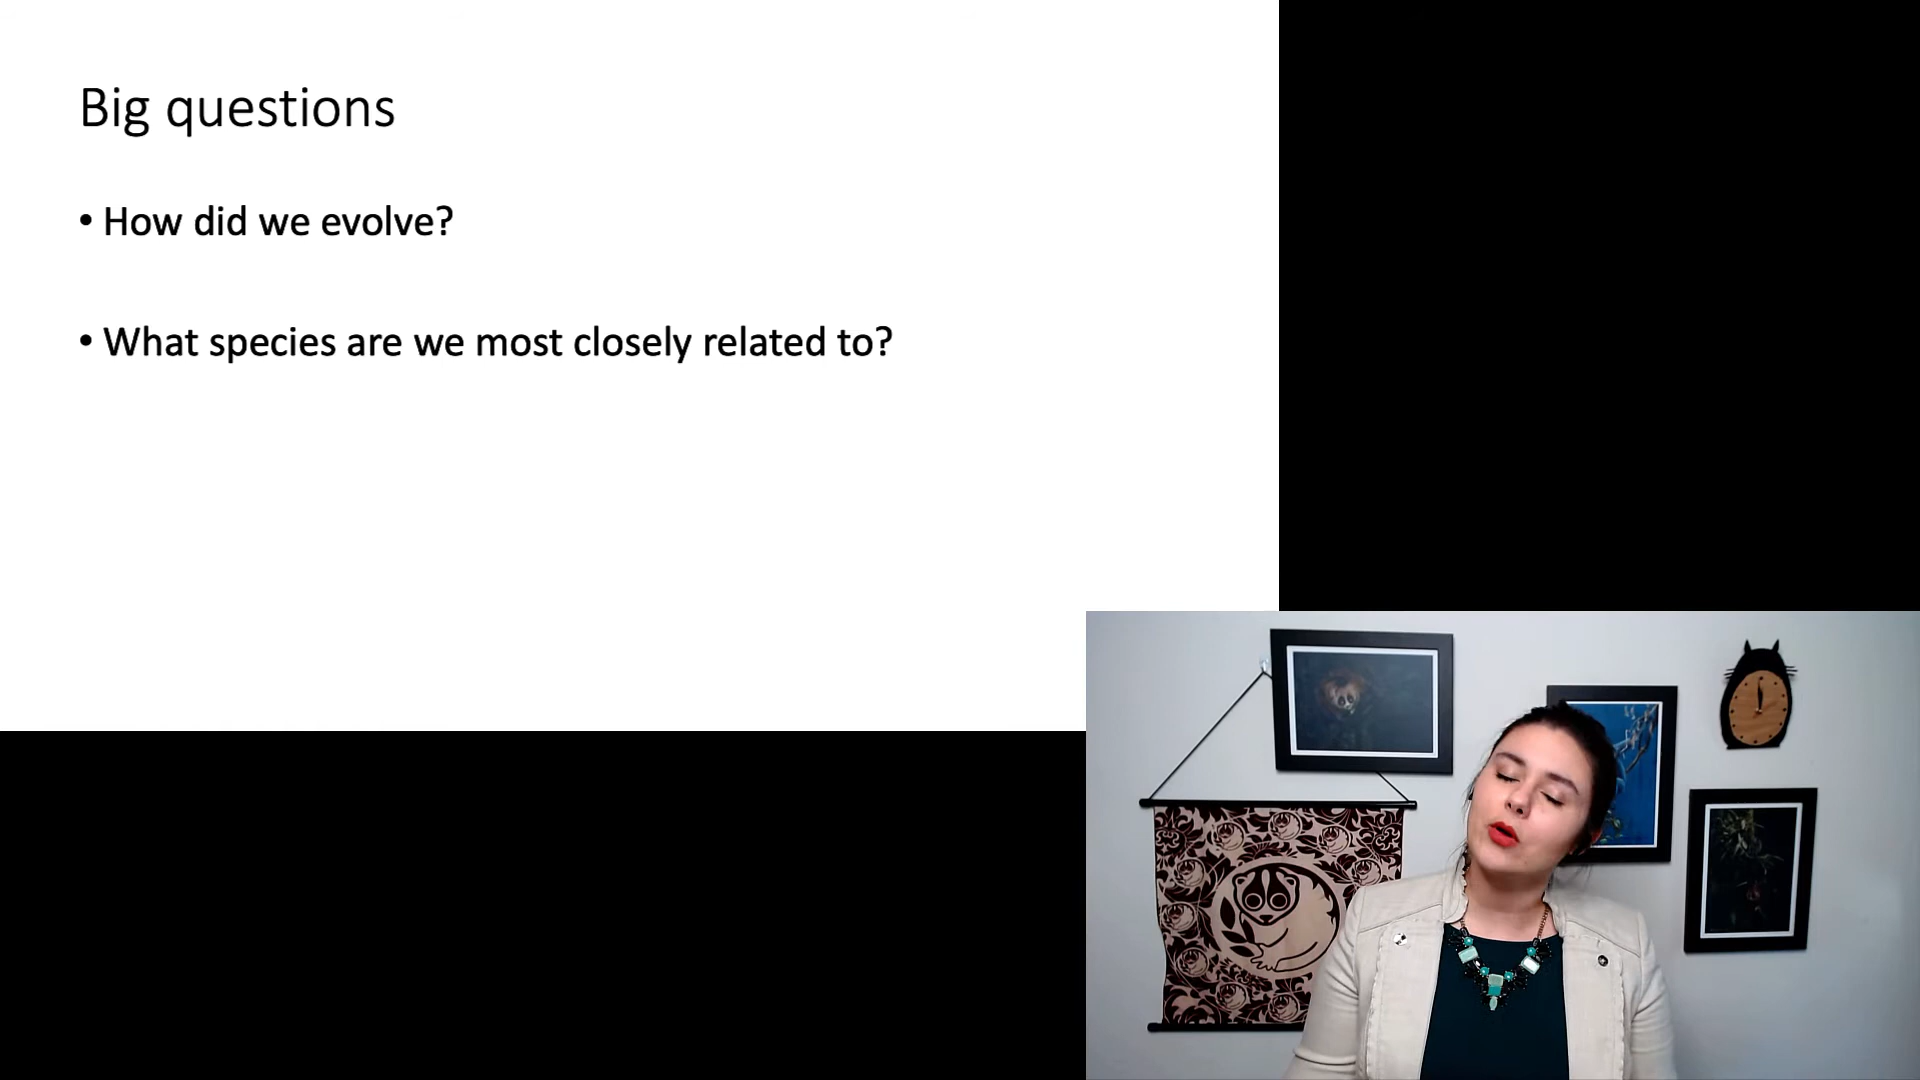 Big questions
• How did we evolve?
• What species are we most closely related to?